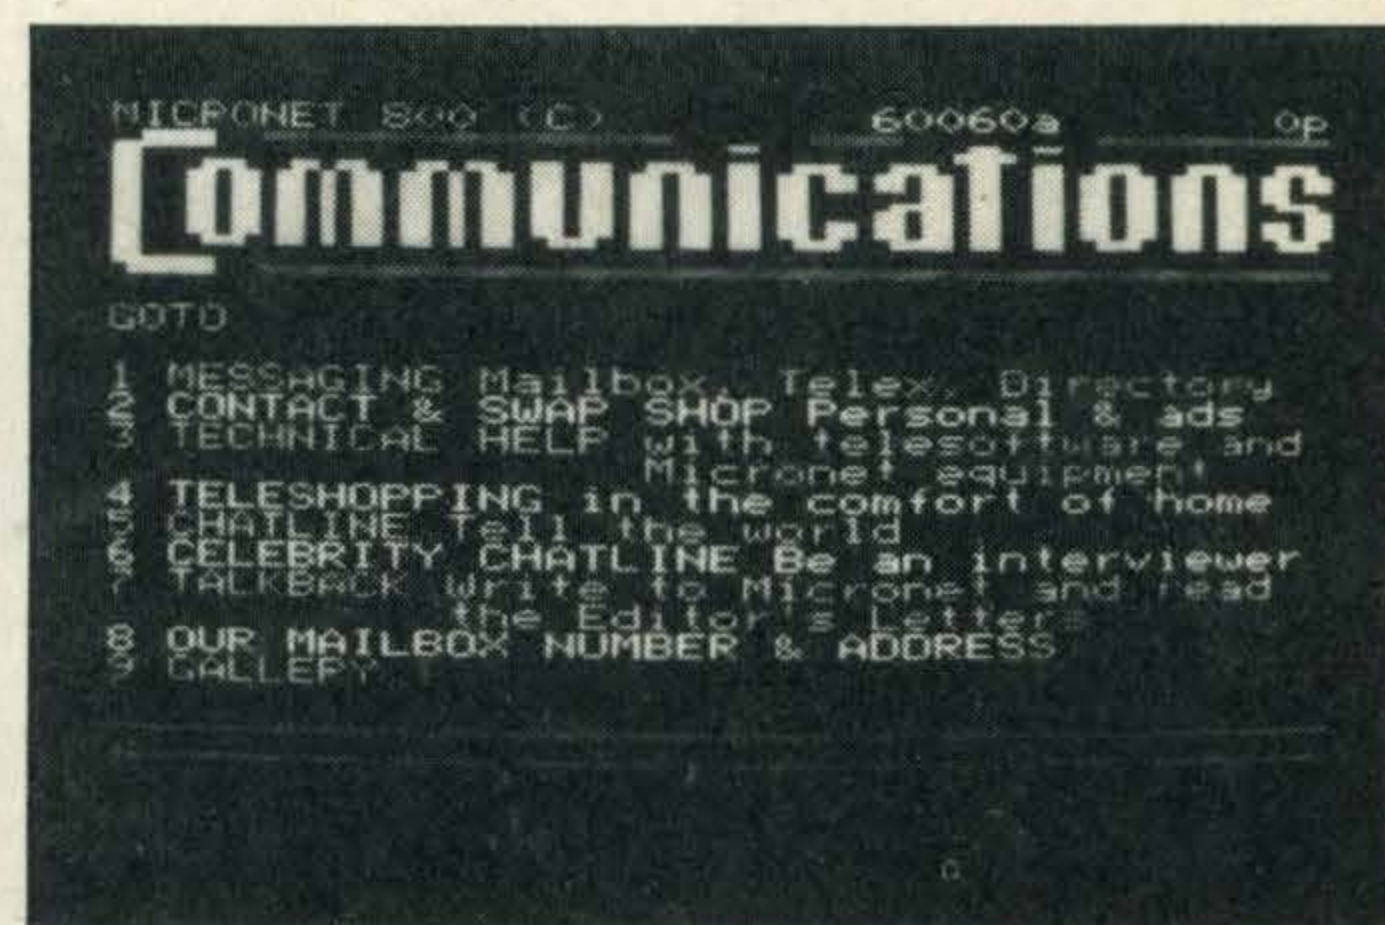 MICRONET 800 (C) 60060a 0p
Communications
GOTO
1 MESSAGING Mailbox, Telex, Directory
2 CONTACT & SWAP SHOP Personal & ads
3 TECHNICAL HELP with telesoftware and
Micronet equipment
4 TELESHOPPING in the comfort of home
5 CHATLINE Tell the world
6 CELEBRITY CHATLINE Be an interviewer
7 TALKBACK Write to Micronet and read
the Editor's Letters
8 OUR MAILBOX NUMBER & ADDRESS
9 GALLERY